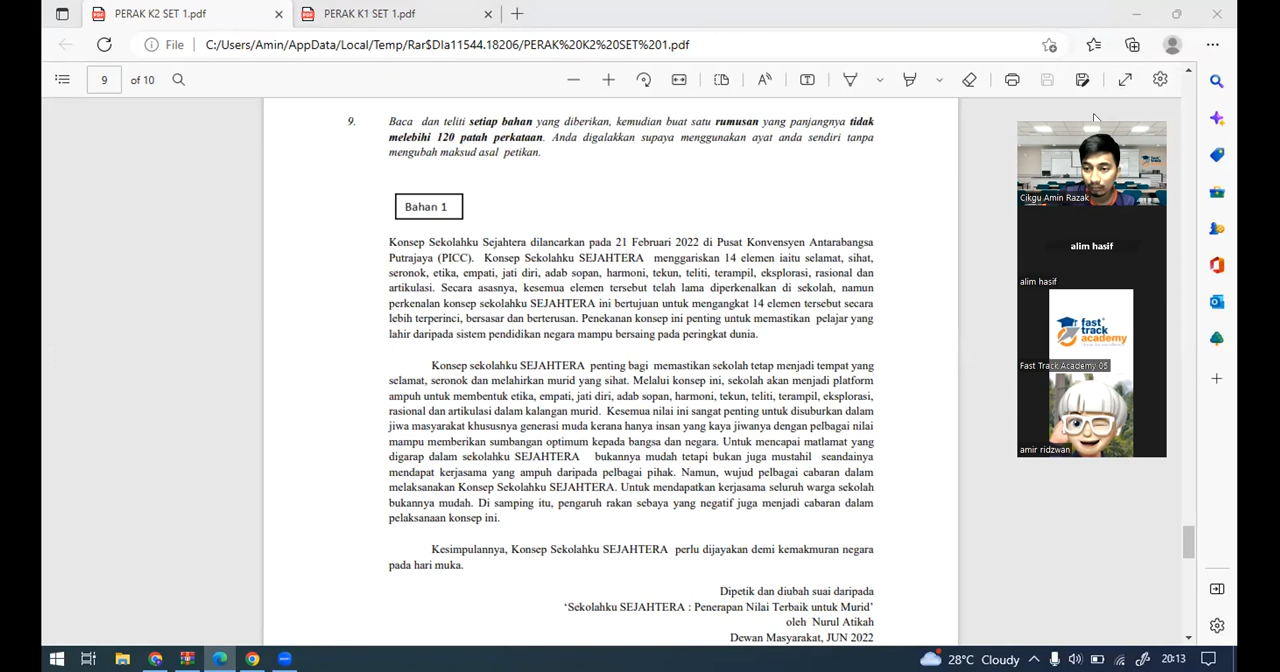 PERAK K2 SET 1.pdf
PERAK K1 SET 1.pdf
File
C:/Users/Amin/AppData/Local/Temp/Rar$DIa11544.18206/PERAK%20K2%20SET%201.pdf
9
of 10
9. Baca dan teliti setiap bahan yang diberikan, kemudian buat satu rumusan yang panjangnya tidak
melebihi 120 patah perkataan. Anda digalakkan supaya menggunakan ayat anda sendiri tanpa
mengubah maksud asal petikan.
Bahan 1
Konsep Sekolahku Sejahtera dilancarkan pada 21 Februari 2022 di Pusat Konvensyen Antarabangsa
Putrajaya (PICC). Konsep Sekolahku SEJAHTERA menggariskan 14 elemen iaitu selamat, sihat,
seronok, etika, empati, jati diri, adab sopan, harmoni, tekun, teliti, terampil, eksplorasi, rasional dan
artikulasi. Secara asasnya, kesemua elemen tersebut telah lama diperkenalkan di sekolah, namun
perkenalan konsep sekolahku SEJAHTERA ini bertujuan untuk mengangkat 14 elemen tersebut secara
lebih terperinci, bersasar dan berterusan. Penekanan konsep ini penting untuk memastikan pelajar yang
lahir daripada sistem pendidikan negara mampu bersaing pada peringkat dunia.
Konsep sekolahku SEJAHTERA penting bagi memastikan sekolah tetap menjadi tempat yang
selamat, seronok dan melahirkan murid yang sihat. Melalui konsep ini, sekolah akan menjadi platform
ampuh untuk membentuk etika, empati, jati diri, adab sopan, harmoni, tekun, teliti, terampil, eksplorasi,
rasional dan artikulasi dalam kalangan murid. Kesemua nilai ini sangat penting untuk disuburkan dalam
jiwa masyarakat khususnya generasi muda kerana hanya insan yang kaya jiwanya dengan pelbagai nilai
mampu memberikan sumbangan optimum kepada bangsa dan negara. Untuk mencapai matlamat yang
digarap dalam sekolahku SEJAHTERA bukannya mudah tetapi bukan juga mustahil seandainya
mendapat kerjasama yang ampuh daripada pelbagai pihak. Namun, wujud pelbagai cabaran dalam
melaksanakan Konsep Sekolahku SEJAHTERA. Untuk mendapatkan kerjasama seluruh warga sekolah
bukannya mudah. Di samping itu, pengaruh rakan sebaya yang negatif juga menjadi cabaran dalam
pelaksanaan konsep ini.
Kesimpulannya, Konsep Sekolahku SEJAHTERA perlu dijayakan demi kemakmuran negara
pada hari muka.
Dipetik dan diubah suai daripada
‘Sekolahku SEJAHTERA : Penerapan Nilai Terbaik untuk Murid’
oleh Nurul Atikah
Dewan Masyarakat, JUN 2022
Cikgu Amin Razak
alim hasif
alim hasif
fast
track
academy
Fast Track Academy 05
amir ridzwan
28°C Cloudy
20:13